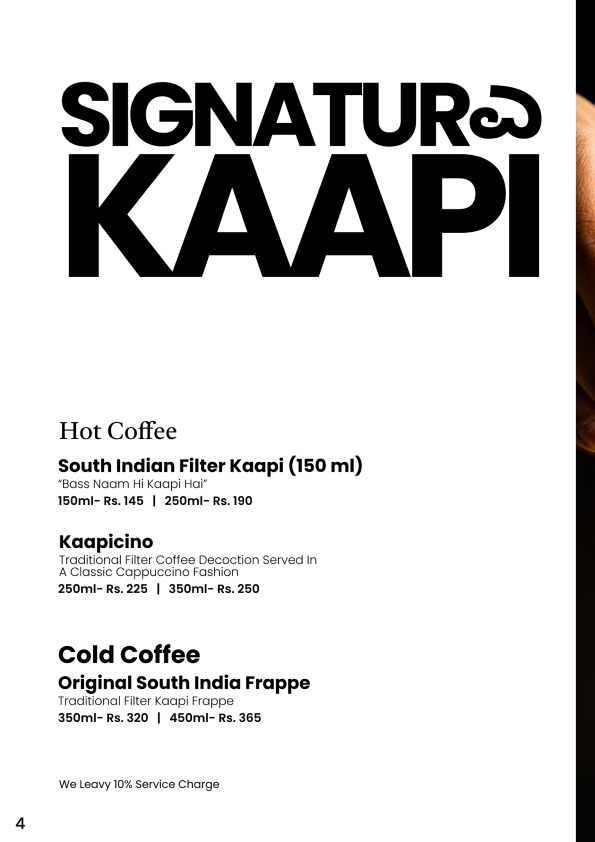 SIGNATURఎ
KAAPI
Hot Coffee
South Indian Filter Kaapi (150 ml)
“Bass Naam Hi Kaapi Hai”
150ml- Rs. 145 | 250ml- Rs. 190
Kaapicino
Traditional Filter Coffee Decoction Served In
A Classic Cappuccino Fashion
250ml- Rs. 225 | 350ml- Rs. 250
Cold Coffee
Original South India Frappe
Traditional Filter Kaapi Frappe
350ml- Rs. 320 | 450ml- Rs. 365
We Leavy 10% Service Charge
4